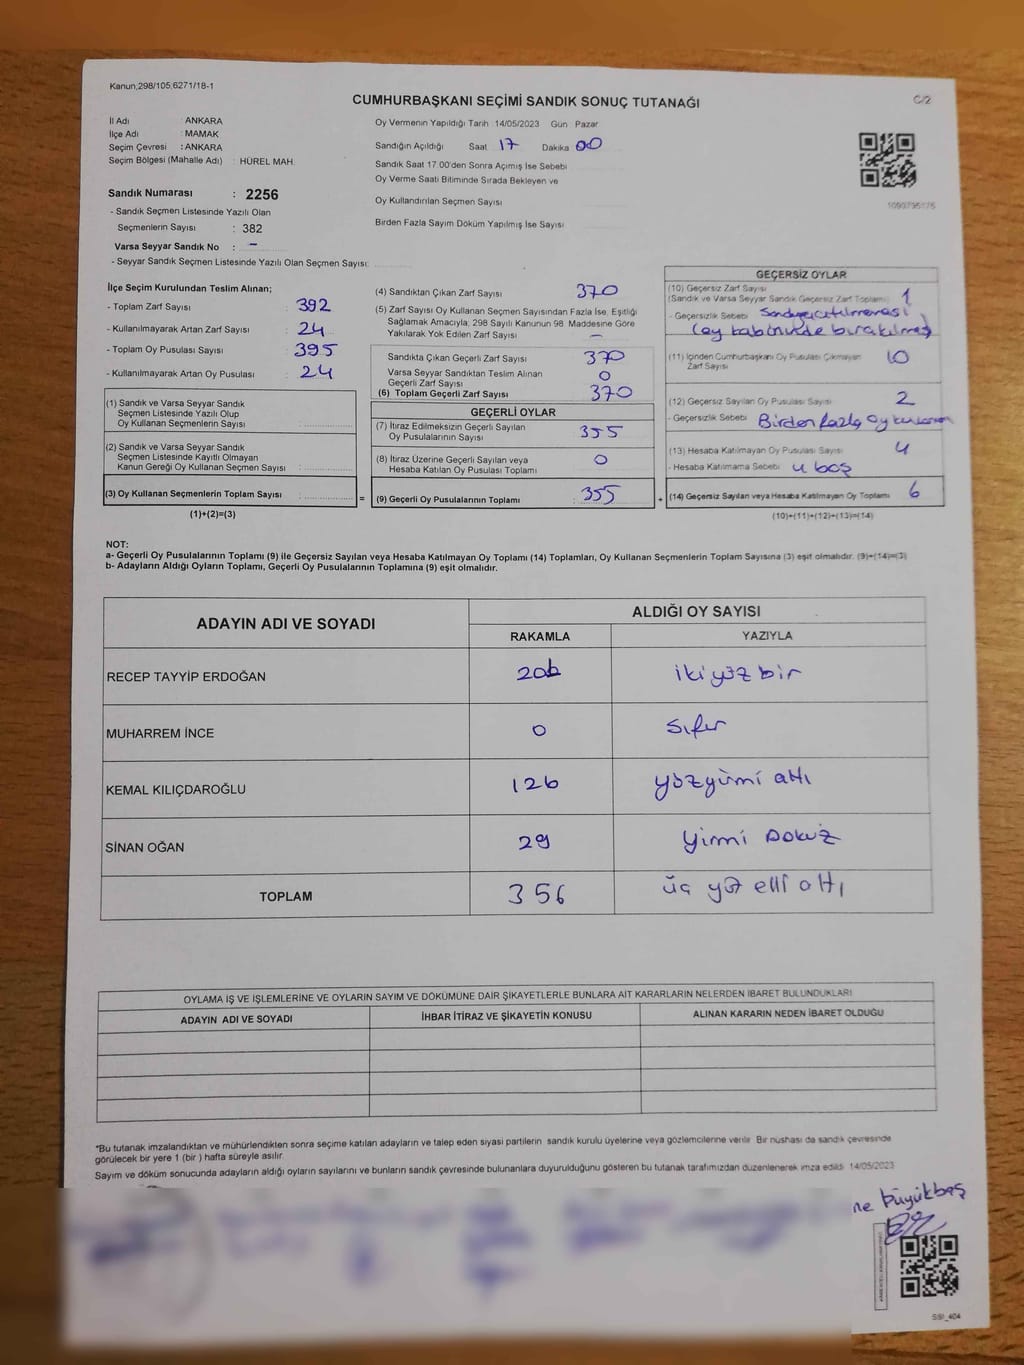 Kanun;298/105;6271/18-1
C/2
CUMHURBAŞKANI SEÇİMİ SANDIK SONUÇ TUTANAĞI
İl Adı : ANKARA
İlçe Adı : MAMAK
Seçim Çevresi : ANKARA
Seçim Bölgesi (Mahalle Adı) : HÜREL MAH.
Sandık Numarası : 2256
- Sandık Seçmen Listesinde Yazılı Olan
Seçmenlerin Sayısı : 382
Varsa Seyyar Sandık No : -
- Seyyar Sandık Seçmen Listesinde Yazılı Olan Seçmen Sayısı:
Oy Vermenin Yapıldığı Tarih 14/05/2023 Gün Pazar
Sandığın Açıldığı Saat 17 Dakika 00
Sandık Saat 17 00'den Sonra Açımış İse Sebebi
Oy Verme Saati Bitiminde Sırada Bekleyen ve
Oy Kullandırılan Seçmen Sayısı
Birden Fazla Sayım Döküm Yapılmış İse Sayısı
1090795176
İlçe Seçim Kurulundan Teslim Alınan;
- Toplam Zarf Sayısı : 392
- Kullanılmayarak Artan Zarf Sayısı : 24
- Toplam Oy Pusulası Sayısı : 395
- Kullanılmayarak Artan Oy Pusulası : 24
(1) Sandık ve Varsa Seyyar Sandık
Seçmen Listesinde Yazılı Olup
Oy Kullanan Seçmenlerin Sayısı :
(2) Sandık ve Varsa Seyyar Sandık
Seçmen Listesinde Kayıtlı Olmayan
Kanun Gereği Oy Kullanan Seçmen Sayısı :
(3) Oy Kullanan Seçmenlerin Toplam Sayısı : =
(1)+(2)=(3)
(4) Sandıktan Çıkan Zarf Sayısı 370
(5) Zarf Sayısı Oy Kullanan Seçmen Sayısından Fazla İse, Eşitliği
Sağlamak Amacıyla; 298 Sayılı Kanunun 98 Maddesine Göre
Yakılarak Yok Edilen Zarf Sayısı -
Sandıkta Çıkan Geçerli Zarf Sayısı 370
Varsa Seyyar Sandıktan Teslim Alınan
Geçerli Zarf Sayısı 0
(6) Toplam Geçerli Zarf Sayısı 370
GEÇERLİ OYLAR
(7) İtiraz Edilmeksizin Geçerli Sayılan
Oy Pusulalarının Sayısı : 355
(8) İtiraz Üzerine Geçerli Sayılan veya
Hesaba Katılan Oy Pusulası Toplamı : 0
(9) Geçerli Oy Pusulalarının Toplamı : 355 +
GEÇERSİZ OYLAR
(10) Geçersiz Zarf Sayısı
(Sandık ve Varsa Seyyar Sandık Geçersiz Zarf Toplamı) 1
- Geçersizlik Sebebi Sandığa atılmaması
(oy kabininde bırakılmış)
(11) İçinden Cumhurbaşkanı Oy Pusulası Çıkmayan
Zarf Sayısı 10
(12) Geçersiz Sayılan Oy Pusulası Sayısı 2
- Geçersizlik Sebebi Birden fazla oy kullanan
(13) Hesaba Katılmayan Oy Pusulası Sayısı 4
- Hesaba Katılmama Sebebi 4 boş
(14) Geçersiz Sayılan veya Hesaba Katılmayan Oy Toplamı 6
(10)+(11)+(12)+(13)=(14)
NOT:
a- Geçerli Oy Pusulalarının Toplamı (9) ile Geçersiz Sayılan veya Hesaba Katılmayan Oy Toplamı (14) Toplamları, Oy Kullanan Seçmenlerin Toplam Sayısına (3) eşit olmalıdır. (9)+(14)=(3)
b- Adayların Aldığı Oyların Toplamı, Geçerli Oy Pusulalarının Toplamına (9) eşit olmalıdır.
ADAYIN ADI VE SOYADI
ALDIĞI OY SAYISI
RAKAMLA YAZIYLA
RECEP TAYYİP ERDOĞAN ikiyüz bir
MUHARREM İNCE 0 sıfır
KEMAL KILIÇDAROĞLU 126 yüzyirmi altı
SİNAN OĞAN 29 Yirmi Dokuz
TOPLAM 356 üç yüz elli altı
OYLAMA İŞ VE İŞLEMLERİNE VE OYLARIN SAYIM VE DÖKÜMÜNE DAİR ŞİKAYETLERLE BUNLARA AİT KARARLARIN NELERDEN İBARET BULUNDUKLARI
ADAYIN ADI VE SOYADI İHBAR İTİRAZ VE ŞİKAYETİN KONUSU ALINAN KARARIN NEDEN İBARET OLDUĞU
*Bu tutanak imzalandıktan ve mühürlendikten sonra seçime katılan adayların ve talep eden siyasi partilerin sandık kurulu üyelerine veya gözlemcilerine verilir. Bir nüshası da sandık çevresinde
görülecek bir yere 1 (bir ) hafta süreyle asılır.
Sayım ve döküm sonucunda adayların aldığı oyların sayılarını ve bunların sandık çevresinde bulunanlara duyurulduğunu gösteren bu tutanak tarafımızdan düzenlenerek imza edildi 14/05/2023
ne büyükbaş
SSI_404